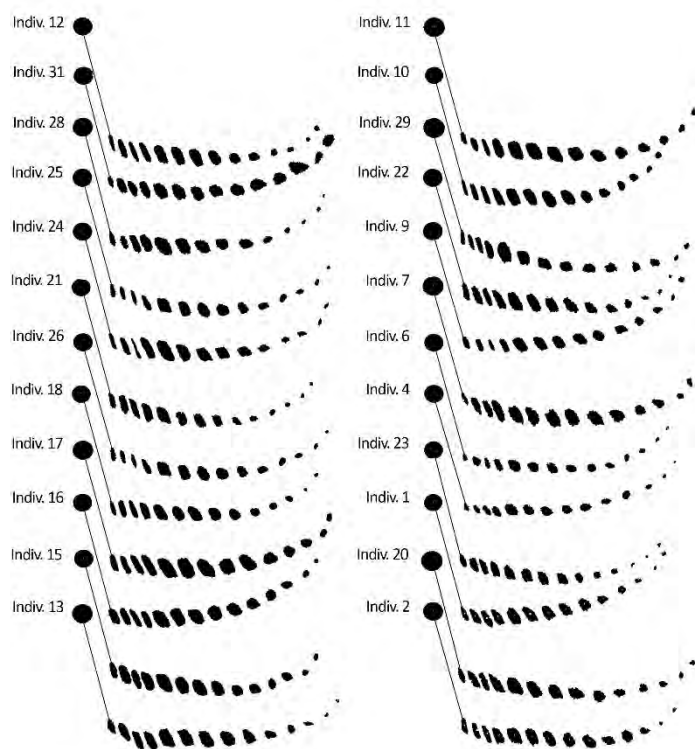 Indiv. 12
Indiv. 31
Indiv. 28
Indiv. 25
Indiv. 24
Indiv. 21
Indiv. 26
Indiv. 18
Indiv. 17
Indiv. 16
Indiv. 15
Indiv. 13
Indiv. 11
Indiv. 10
Indiv. 29
Indiv. 22
Indiv. 9
Indiv. 7
Indiv. 6
Indiv. 4
Indiv. 23
Indiv. 1
Indiv. 20
Indiv. 2